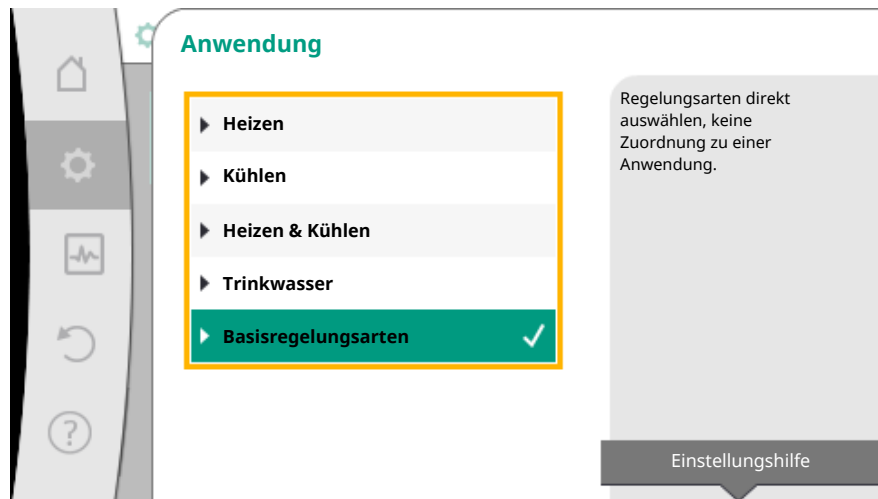 Anwendung
Heizen
Kühlen
Heizen & Kühlen
Trinkwasser
Basisregelungsarten
Regelungsarten direkt
auswählen, keine
Zuordnung zu einer
Anwendung.
Einstellungshilfe
?